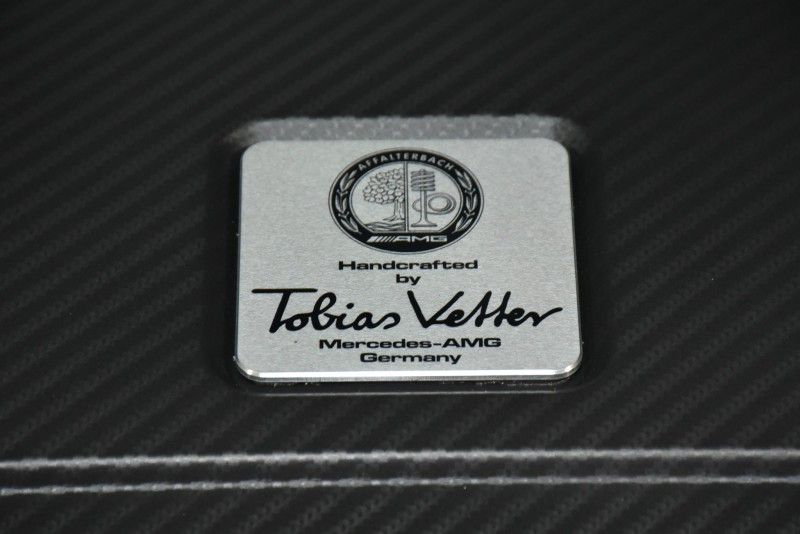 AFFALTERBACH
AMG
Handcrafted
by
Tobias Vetter
Mercedes-AMG
Germany